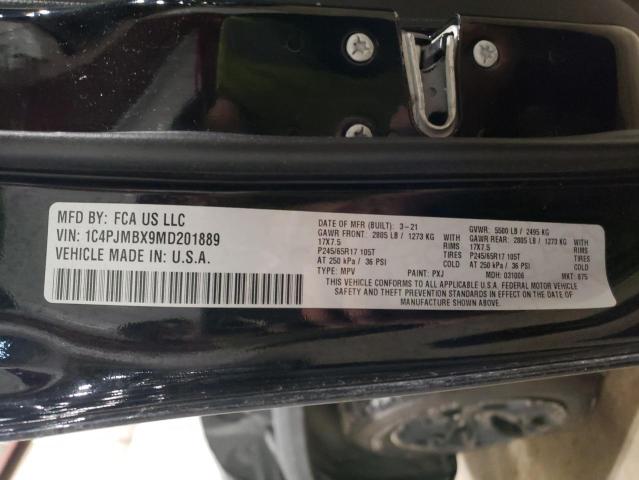 MFD BY: FCA US LLC
VIN: 1C4PJMBX9MD201889
VEHICLE MADE IN: U.S.A.
DATE OF MFR (BUILT): 3-21 GVWR: 5500 LB / 2495 KG
GAWR FRONT: 2805 LB / 1273 KG WITH GAWR REAR: 2805 LB / 1273 KG WITH
17X7.5 RIMS 17X7.5 RIMS
P245/65R17 105T TIRES P245/65R17 105T TIRES
AT 250 kPa / 36 PSI COLD AT 250 kPa / 36 PSI COLD
TYPE: MPV PAINT: PXJ MDH: 031006 MKT: 875
THIS VEHICLE CONFORMS TO ALL APPLICABLE U.S.A. FEDERAL MOTOR VEHICLE
SAFETY AND THEFT PREVENTION STANDARDS IN EFFECT ON THE DATE OF
MANUFACTURE SHOWN ABOVE.